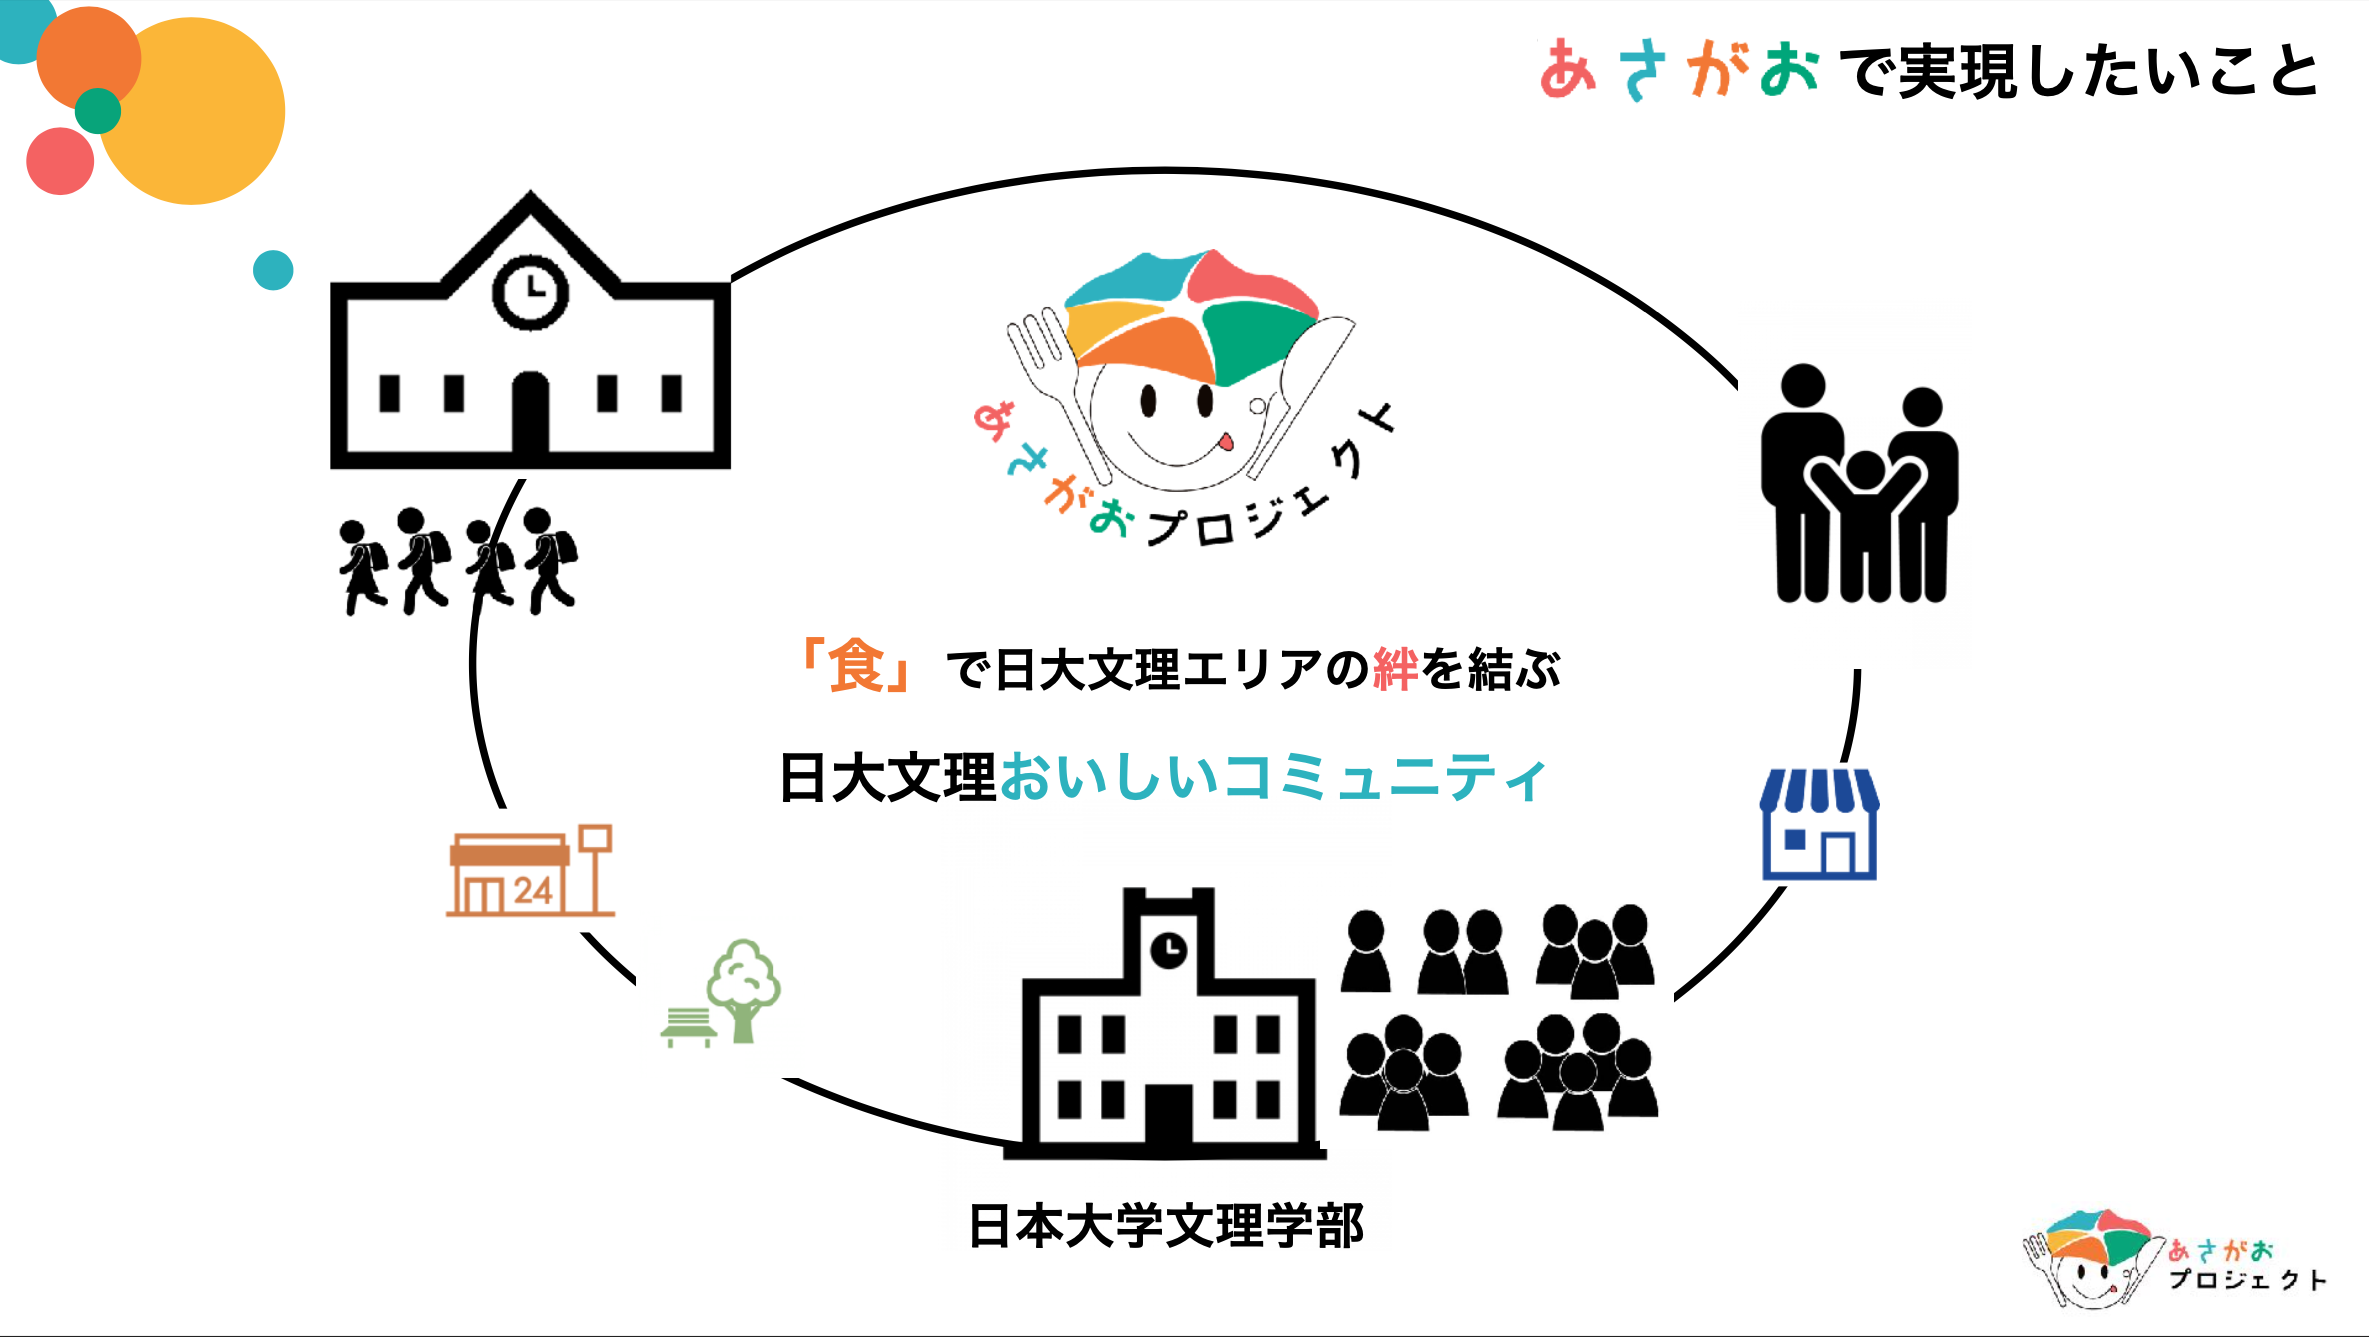 あさがおで実現したいこと
あさがおプロジェクト
「食」で日大文理エリアの絆を結ぶ
日大文理おいしいコミュニティ
24
日本大学文理学部
あさがお
プロジェクト